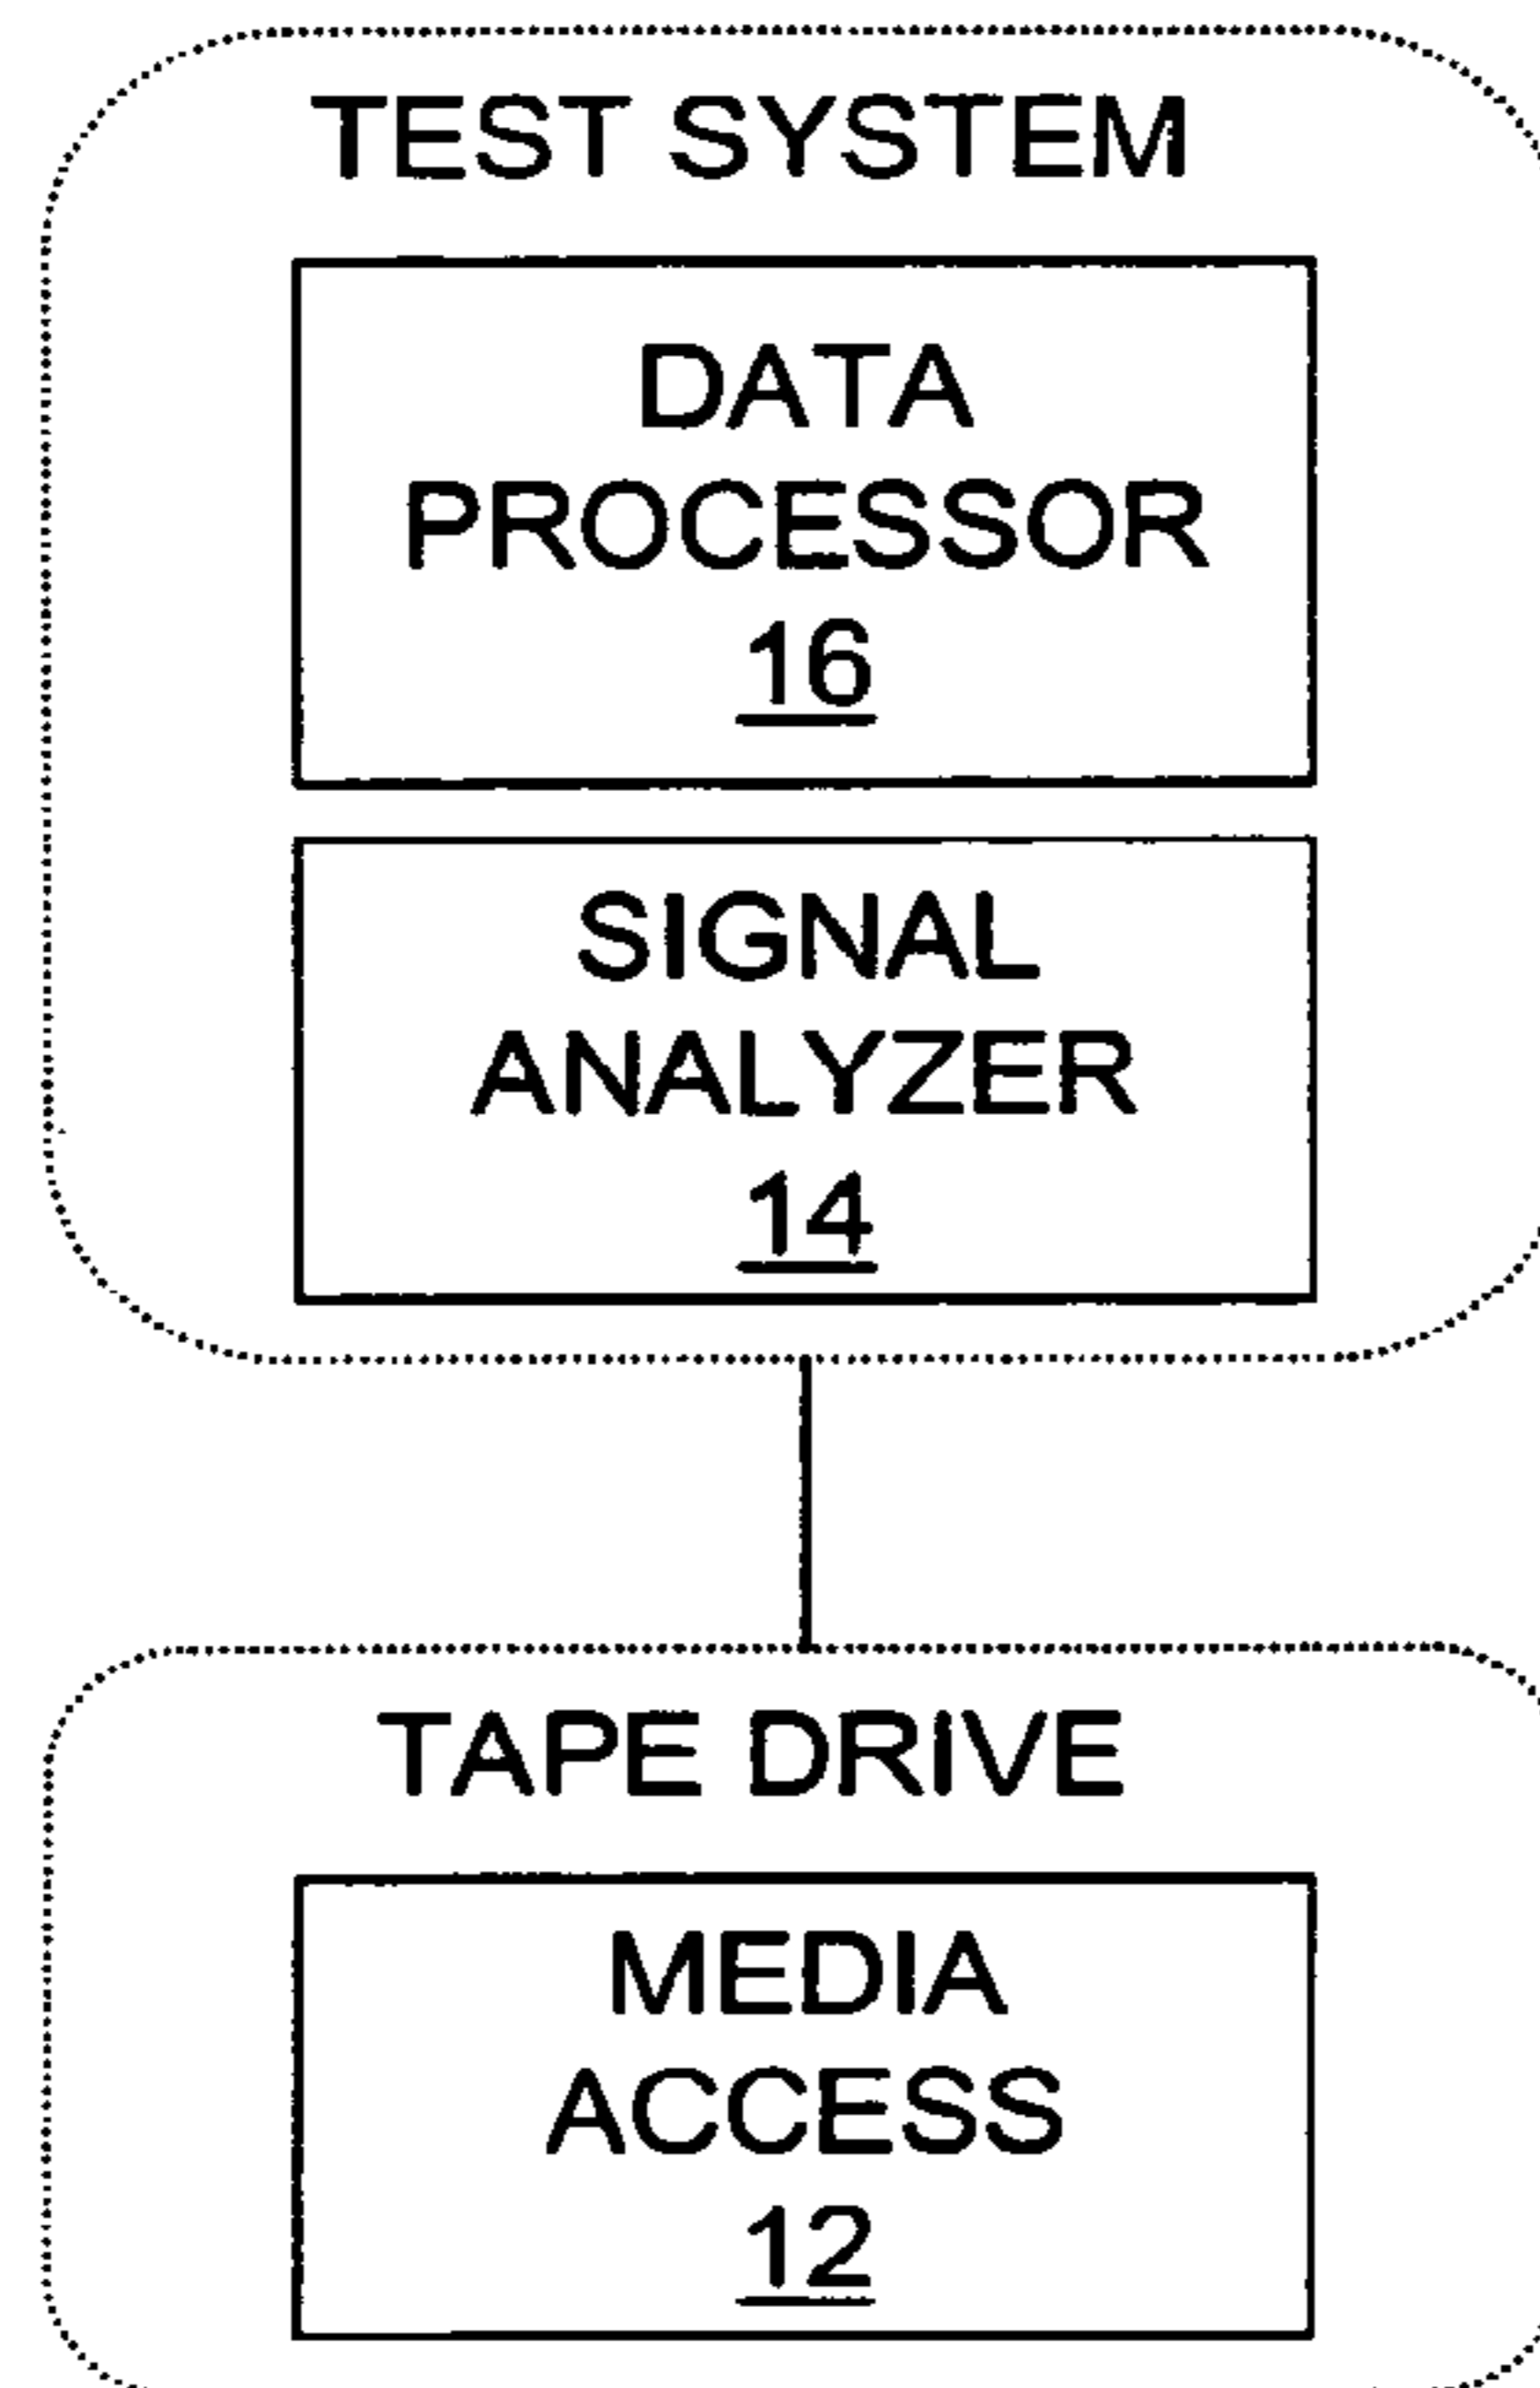 TEST SYSTEM
DATA
PROCESSOR
16
SIGNAL
ANALYZER
14
TAPE DRIVE
MEDIA
ACCESS
12